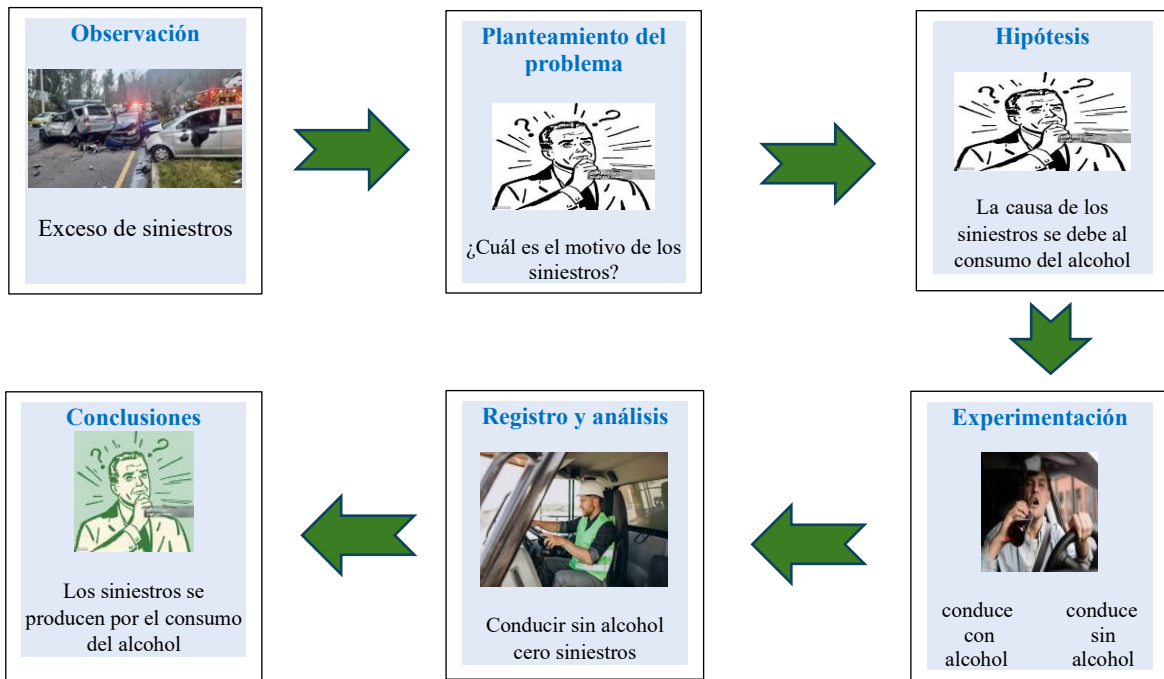 Observación
Exceso de siniestros
Planteamiento del
problema
¿Cuál es el motivo de los
siniestros?
Hipótesis
La causa de los
siniestros se debe al
consumo del alcohol
Experimentación
conduce
con
alcohol
conduce
sin
alcohol
Registro y análisis
Conducir sin alcohol
cero siniestros
Conclusiones
Los siniestros se
producen por el consumo
del alcohol